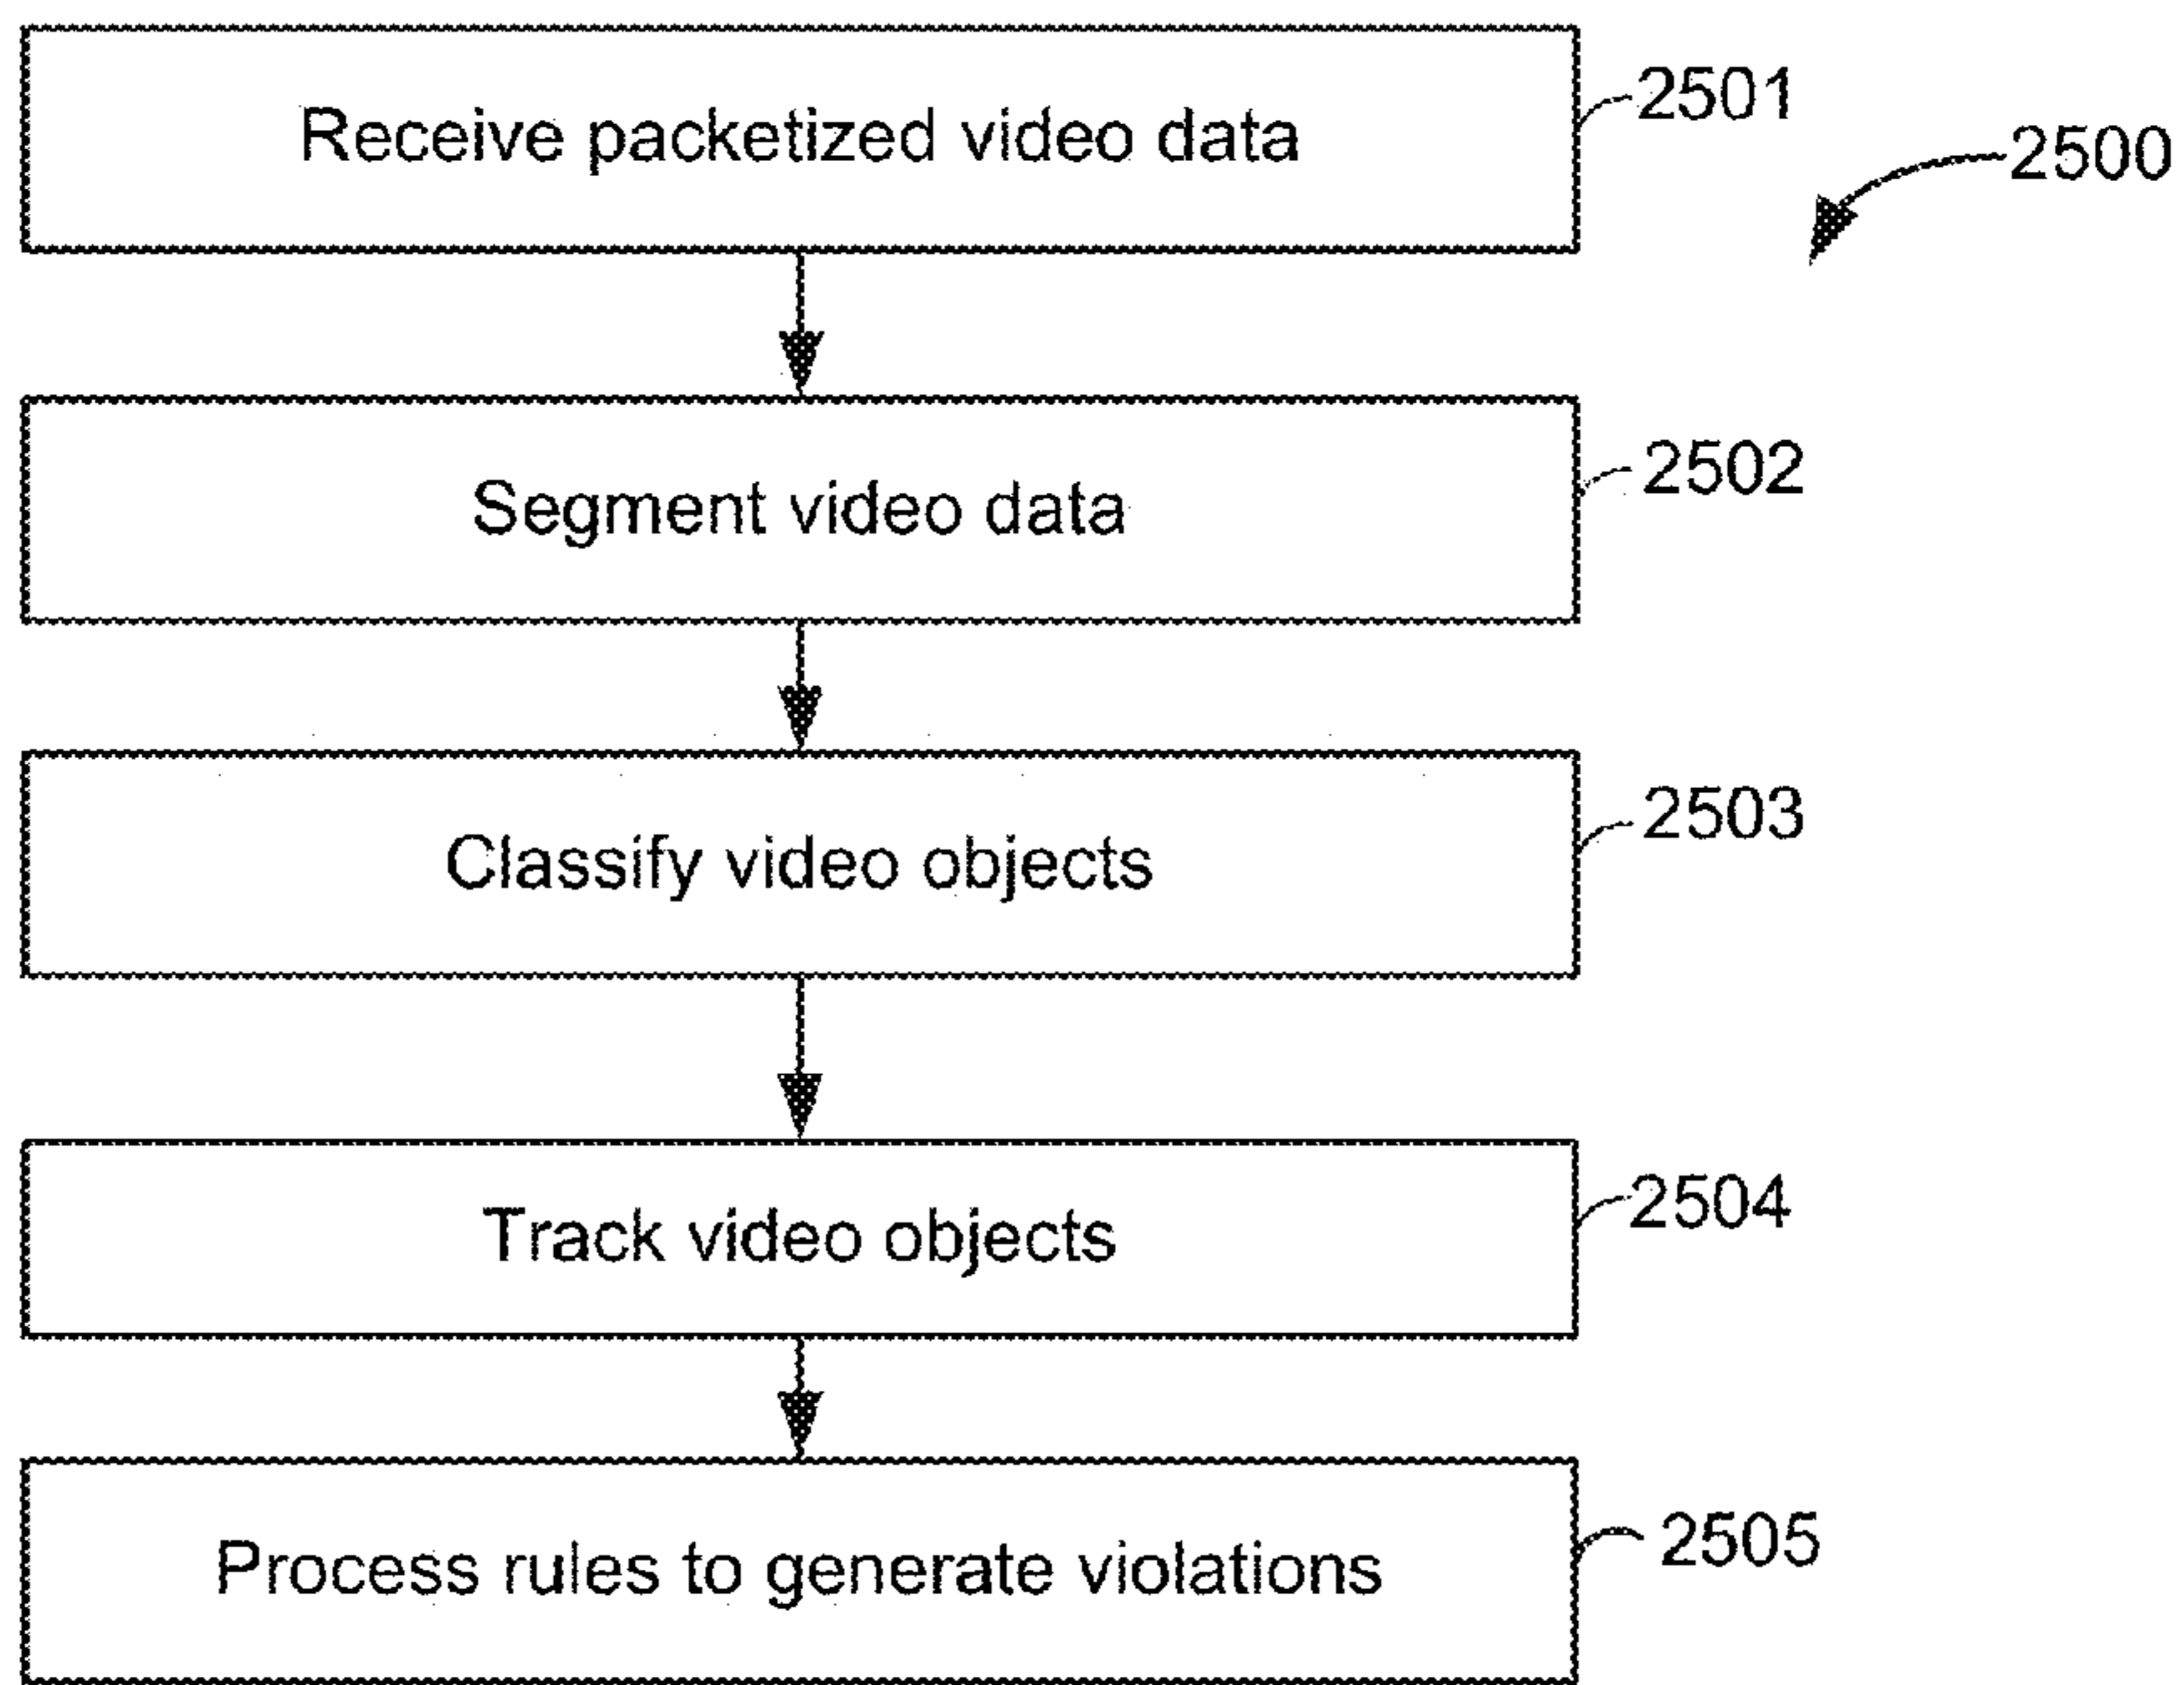 Receive packetized video data
2501
2500
Segment video data
2502
Classify video objects
2503
Track video objects
2504
Process rules to generate violations
2505